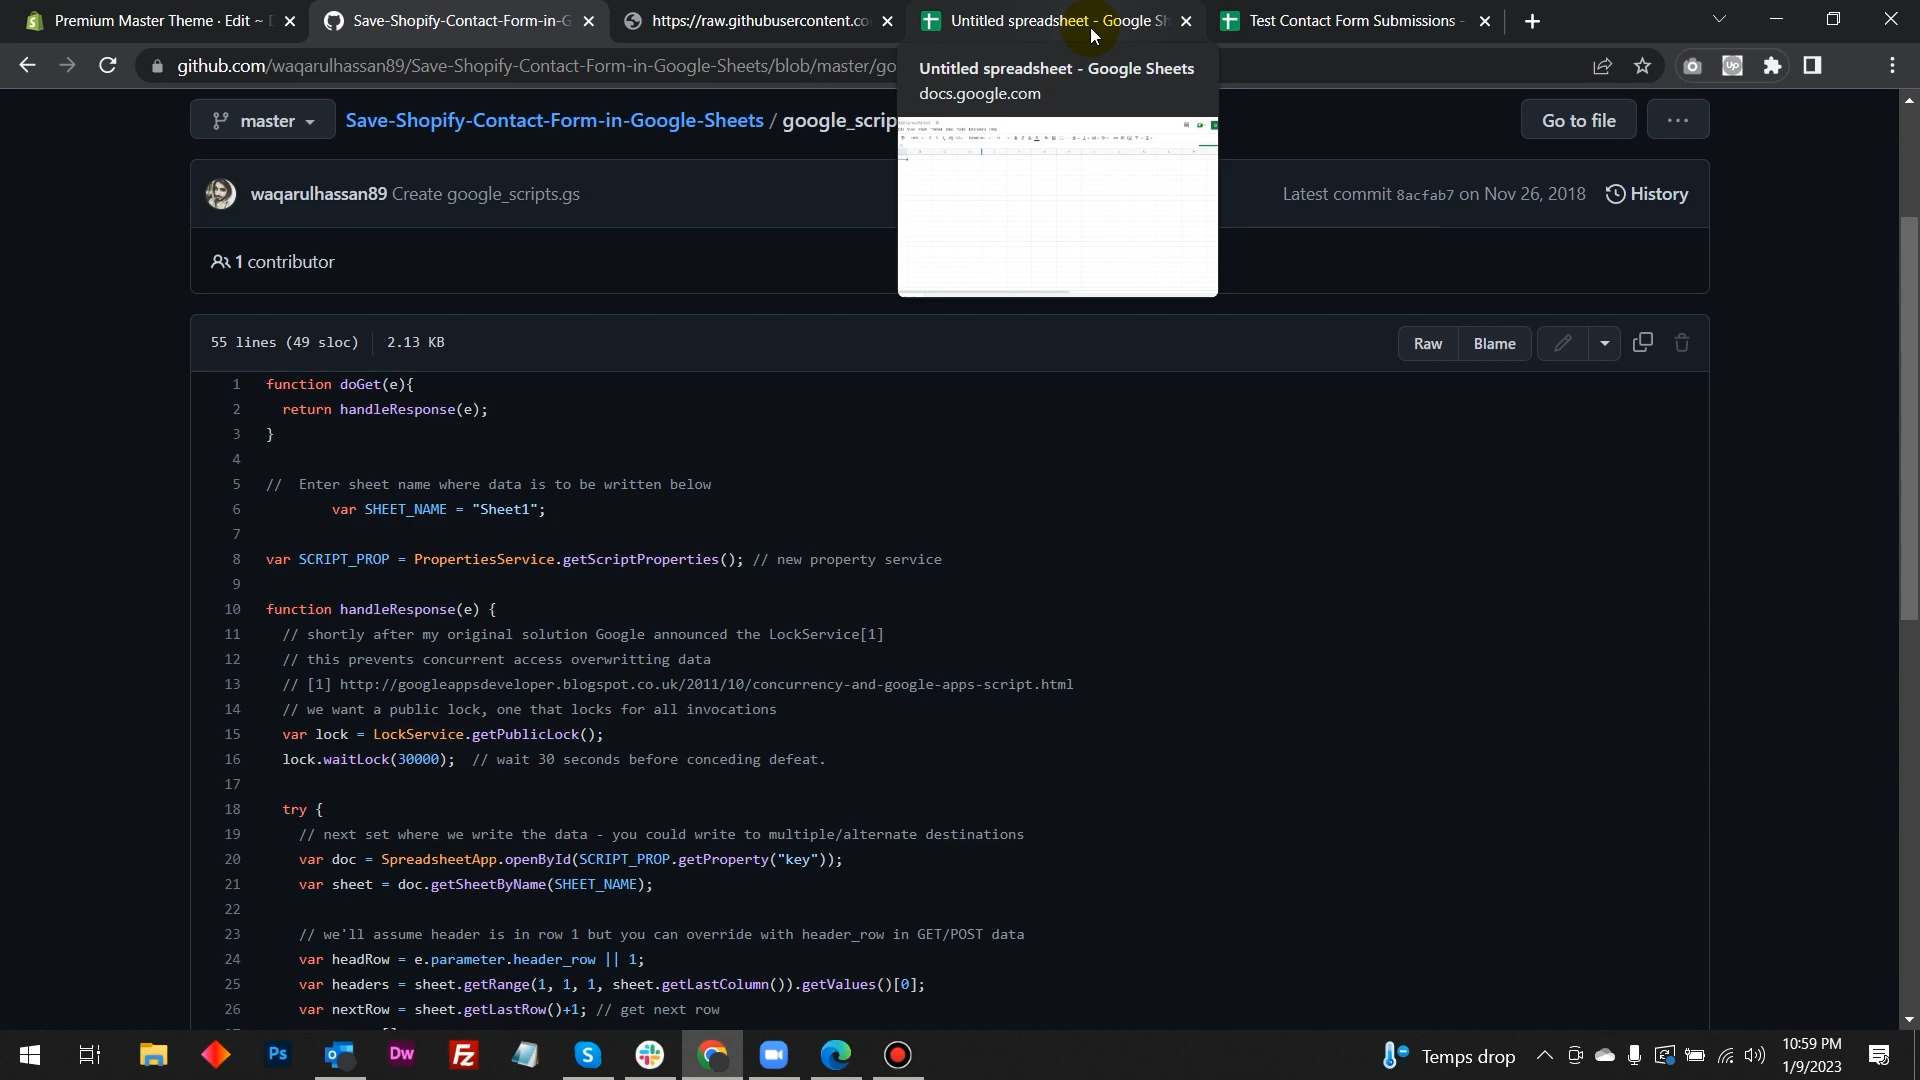 Premium Master Theme · Edit ~
Save-Shopify-Contact-Form-in-G
https://raw.githubusercontent.co
Untitled spreadsheet - Google Sh
Test Contact Form Submissions -
github.com/waqarulhassan89/Save-Shopify-Contact-Form-in-Google-Sheets/blob/master/go
Untitled spreadsheet - Google Sheets
docs.google.com
master
Save-Shopify-Contact-Form-in-Google-Sheets / google_scrip
Go to file
waqarulhassan89 Create google_scripts.gs
Latest commit 8acfab7 on Nov 26, 2018
History
1 contributor
55 lines (49 sloc)
2.13 KB
Raw
Blame
1 function doGet(e){
2 return handleResponse(e);
3 }
4
5 // Enter sheet name where data is to be written below
6 var SHEET_NAME = "Sheet1";
7
8 var SCRIPT_PROP = PropertiesService.getScriptProperties(); // new property service
9
10 function handleResponse(e) {
11 // shortly after my original solution Google announced the LockService[1]
12 // this prevents concurrent access overwritting data
13 // [1] http://googleappsdeveloper.blogspot.co.uk/2011/10/concurrency-and-google-apps-script.html
14 // we want a public lock, one that locks for all invocations
15 var lock = LockService.getPublicLock();
16 lock.waitLock(30000); // wait 30 seconds before conceding defeat.
17
18 try {
19 // next set where we write the data - you could write to multiple/alternate destinations
20 var doc = SpreadsheetApp.openById(SCRIPT_PROP.getProperty("key"));
21 var sheet = doc.getSheetByName(SHEET_NAME);
22
23 // we'll assume header is in row 1 but you can override with header_row in GET/POST data
24 var headRow = e.parameter.header_row || 1;
25 var headers = sheet.getRange(1, 1, 1, sheet.getLastColumn()).getValues()[0];
26 var nextRow = sheet.getLastRow()+1; // get next row
Ps
Dw
Fz
Up
Temps drop
10:59 PM
1/9/2023